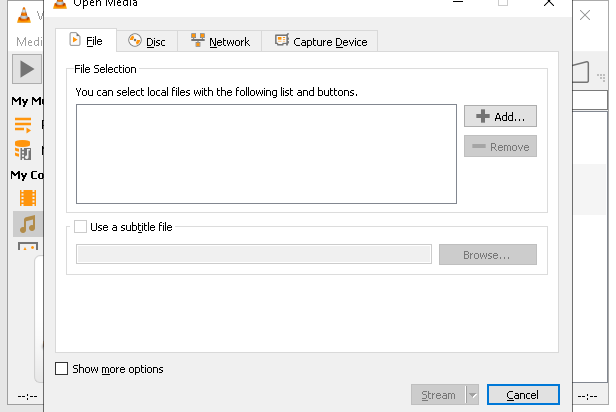 Open Media
Medi
File
Disc
Network
Capture Device
File Selection
You can select local files with the following list and buttons.
Add...
Remove
My Mu
My Co
Use a subtitle file
Browse...
Show more options
Stream
Cancel
--:--
--:--